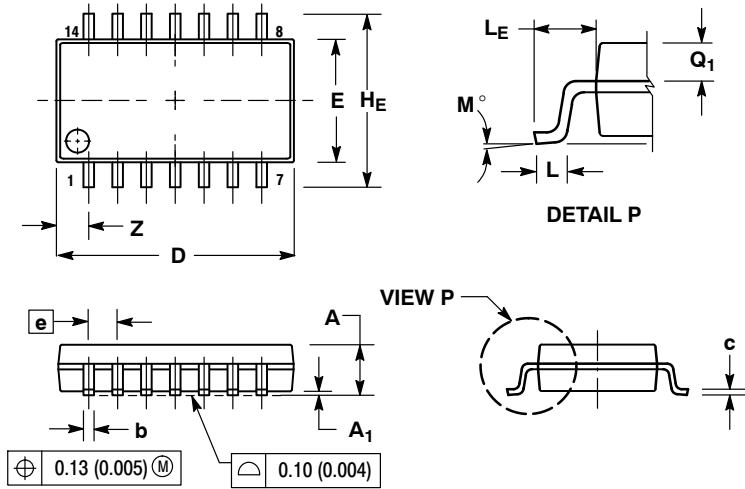 14
8
E
H_E
1
7
Z
D
L_E
Q_1
M°
L
DETAIL P
e
A
b
A_1
0.13 (0.005) Ⓜ
0.10 (0.004)
VIEW P
c